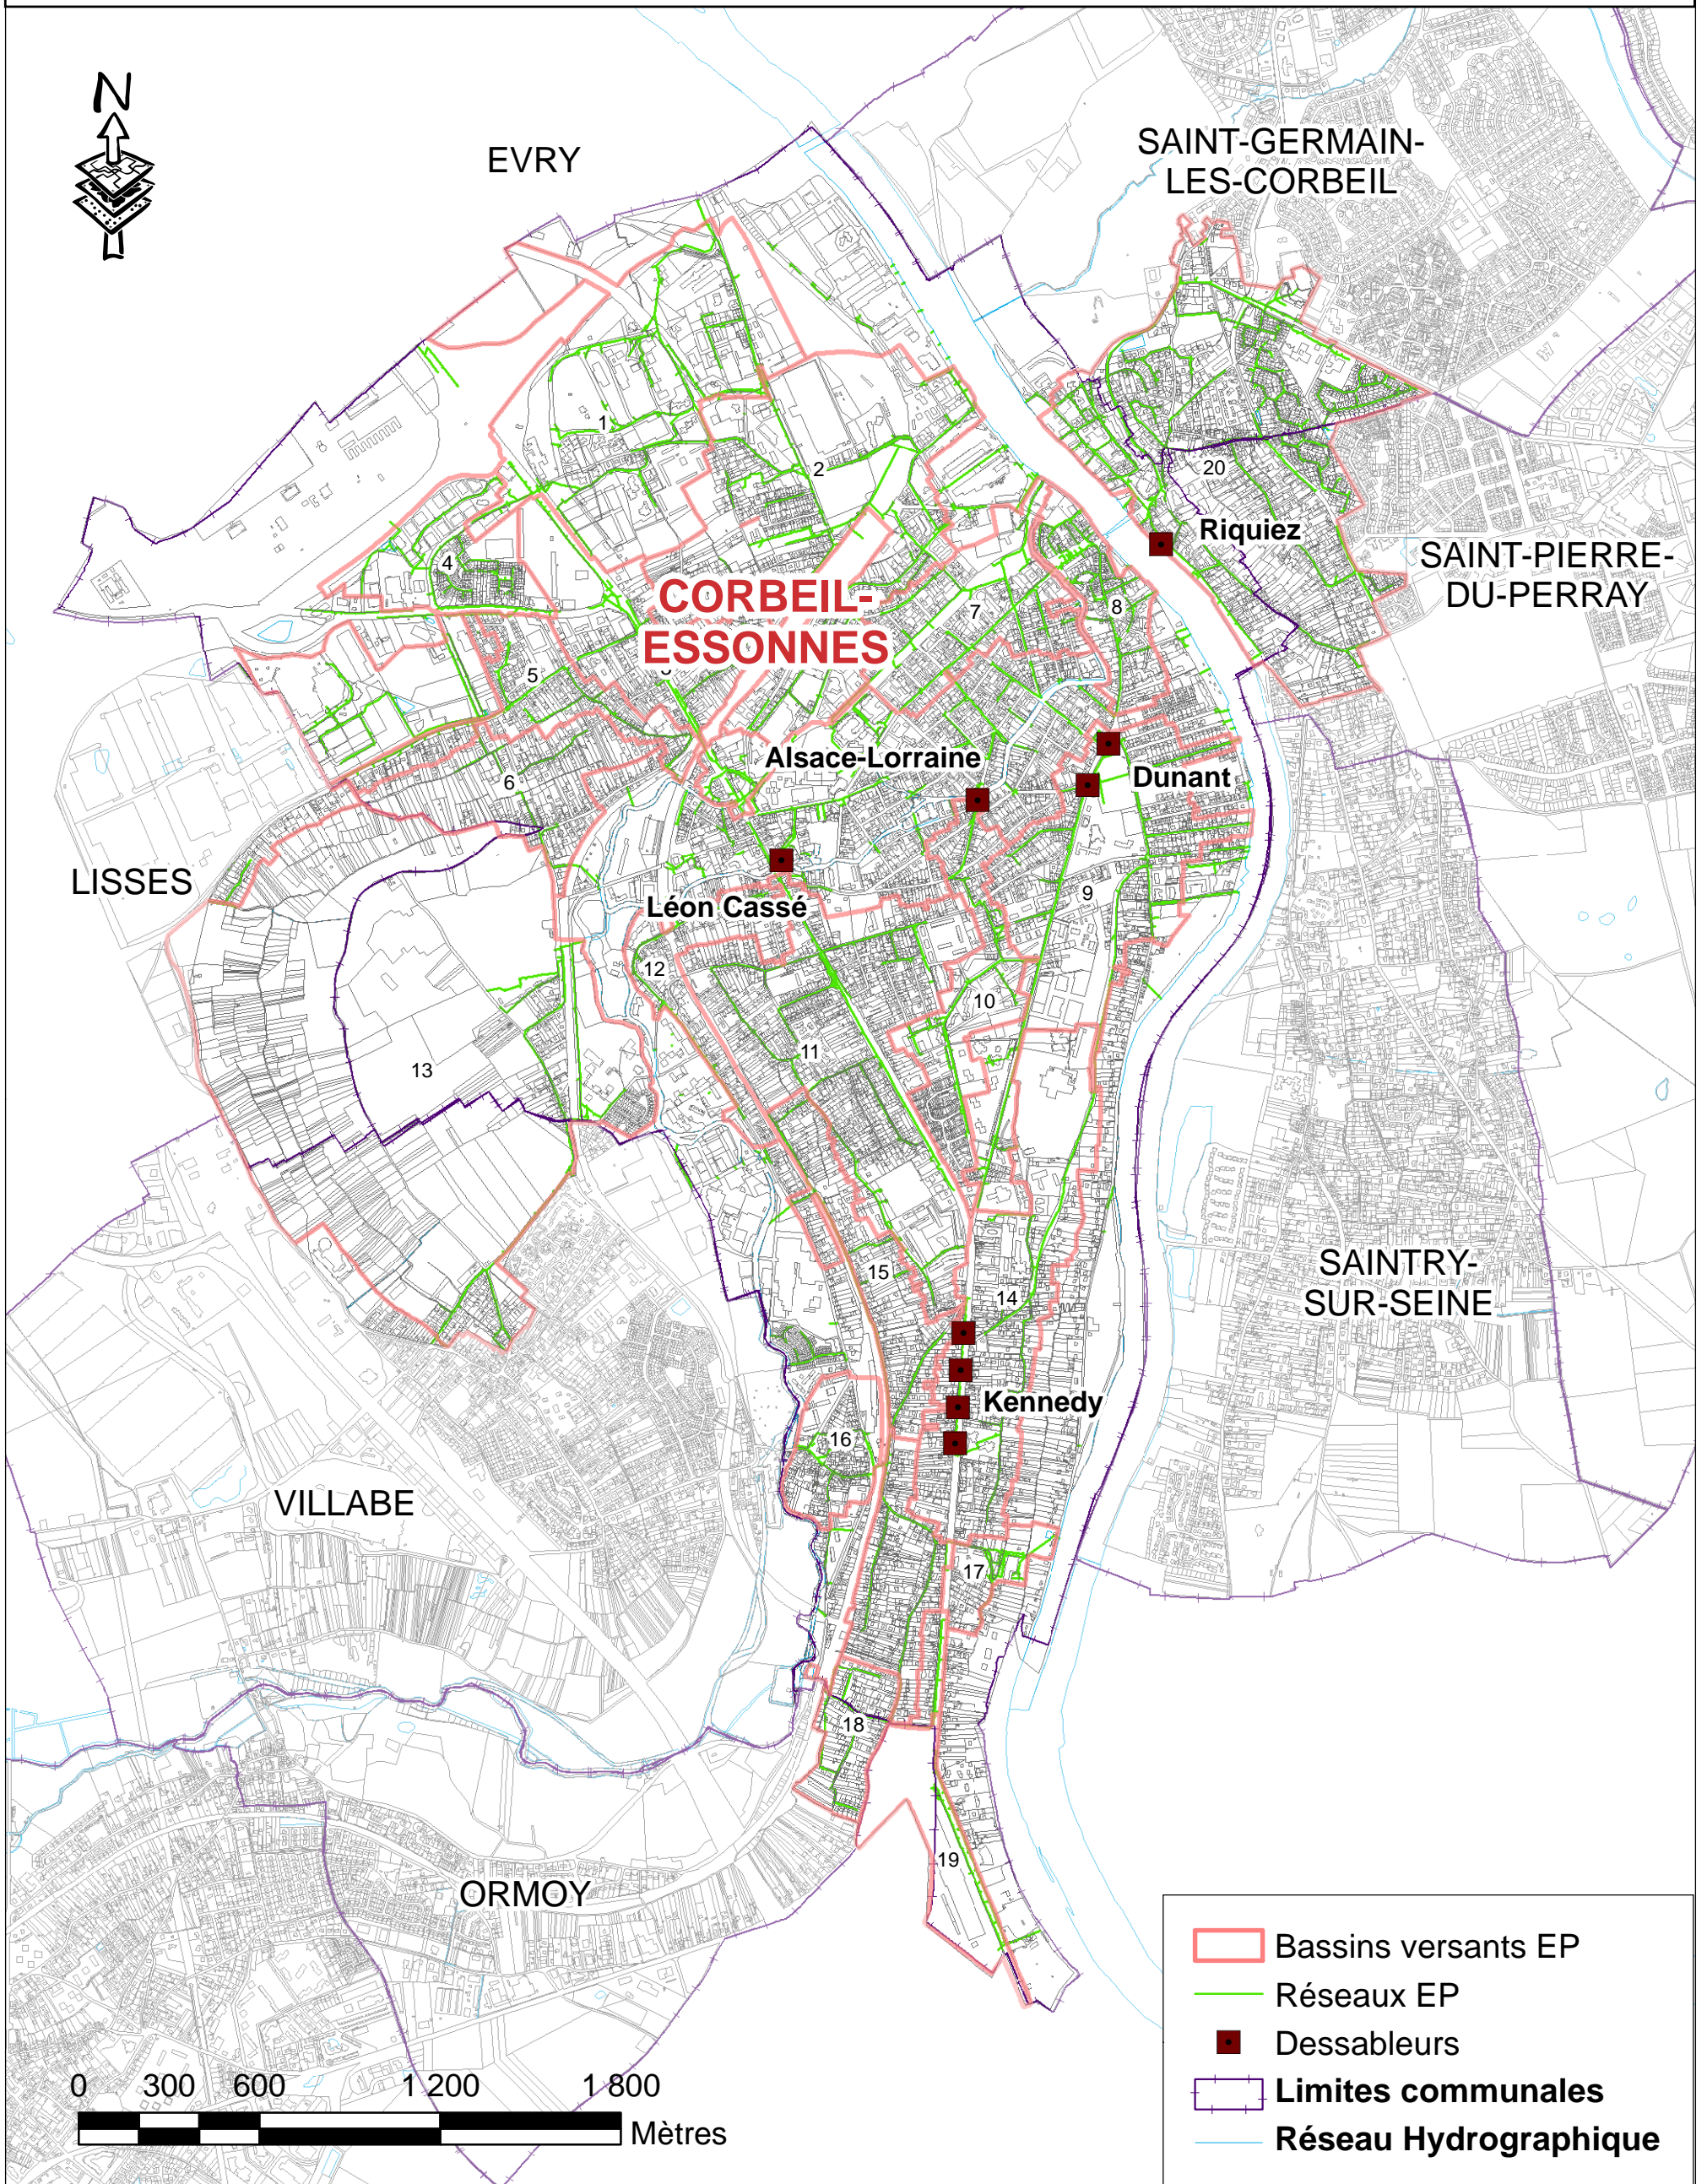 N
EVRY
SAINT-GERMAIN-
LES-CORBEIL
1
2
20
Riquiez
4
CORBEIL-
ESSONNES
SAINT-PIERRE-
DU-PERRAY
7
8
5
Alsace-Lorraine
Dunant
6
LISSES
Léon Cassé
9
12
10
11
13
15
14
SAINTRY-
SUR-SEINE
Kennedy
16
VILLABE
17
18
19
ORMOY
Bassins versants EP
Réseaux EP
Dessableurs
Limites communales
Réseau Hydrographique
0 300 600 1 200 1 800
Mètres